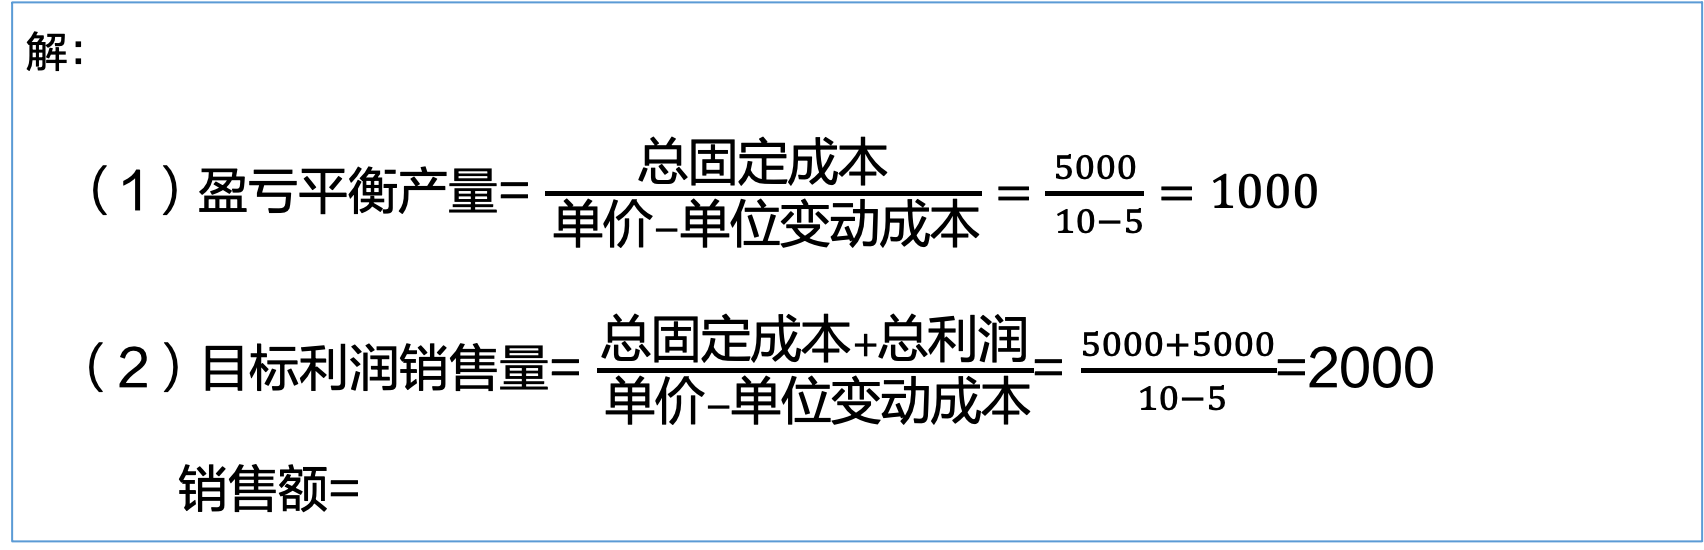 解：
（1）盈亏平衡产量= 总固定成本/单价−单位变动成本 = 5000/10−5 = 1000
（2）目标利润销售量= 总固定成本+总利润/单价−单位变动成本= 5000+5000/10−5=2000
销售额=